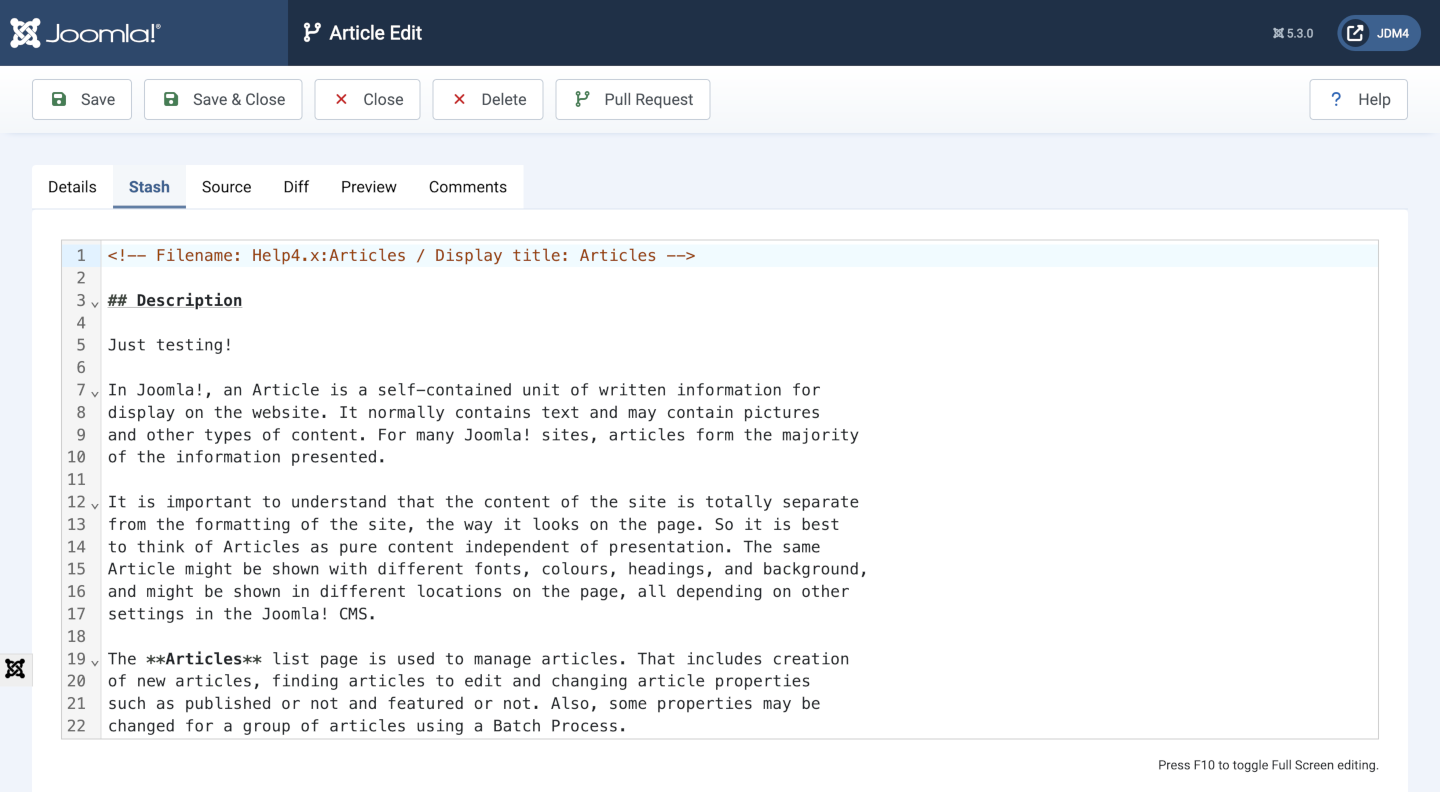 Joomla!®
Article Edit
5.3.0
JDM4
Save
Save & Close
Close
Delete
Pull Request
? Help
Details
Stash
Source
Diff
Preview
Comments
1 <!-- Filename: Help4.x:Articles / Display title: Articles -->
2
3 ## Description
4
5 Just testing!
6
7 In Joomla!, an Article is a self-contained unit of written information for
8 display on the website. It normally contains text and may contain pictures
9 and other types of content. For many Joomla! sites, articles form the majority
10 of the information presented.
11
12 It is important to understand that the content of the site is totally separate
13 from the formatting of the site, the way it looks on the page. So it is best
14 to think of Articles as pure content independent of presentation. The same
15 Article might be shown with different fonts, colours, headings, and background,
16 and might be shown in different locations on the page, all depending on other
17 settings in the Joomla! CMS.
18
19 The **Articles** list page is used to manage articles. That includes creation
20 of new articles, finding articles to edit and changing article properties
21 such as published or not and featured or not. Also, some properties may be
22 changed for a group of articles using a Batch Process.
Press F10 to toggle Full Screen editing.